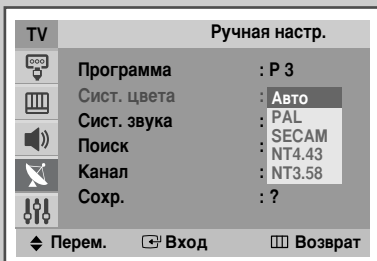 TV Ручная настр.
Программа : P 3
Сист. цвета : Авто
PAL
Сист. звука :
SECAM
Поиск :
NT4.43
Канал : NT3.58
Сохр. : ?
Перем. Вход Возврат